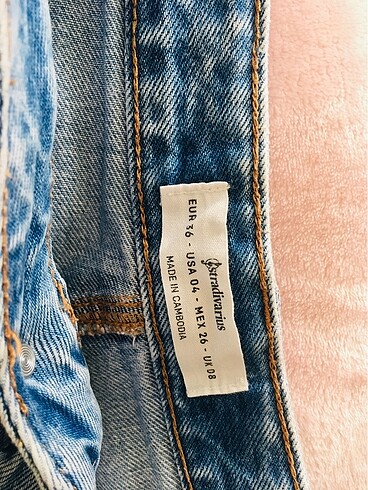 Stradivarius
EUR 36 - USA 04 - MEX 26 - UK 08
MADE IN CAMBODIA